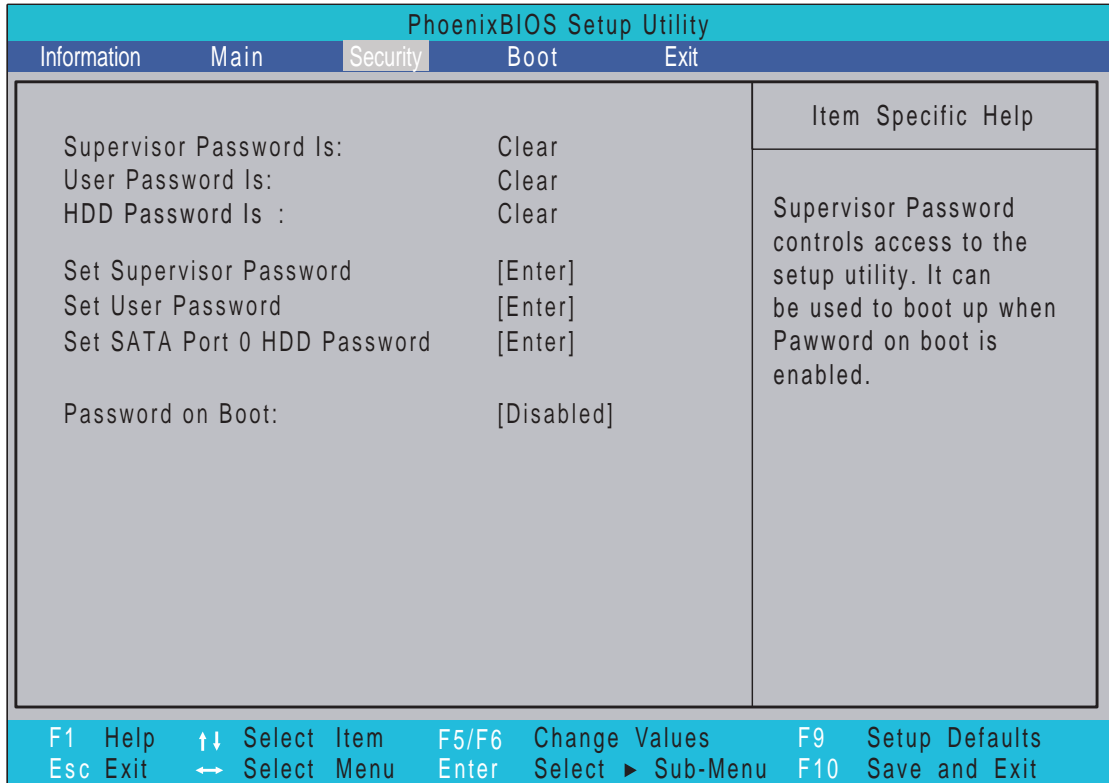 PhoenixBIOS Setup Utility
Information Main Security Boot Exit
Supervisor Password Is: Clear
User Password Is: Clear
HDD Password Is : Clear
Set Supervisor Password [Enter]
Set User Password [Enter]
Set SATA Port 0 HDD Password [Enter]
Password on Boot: [Disabled]
Item Specific Help
Supervisor Password
controls access to the
setup utility. It can
be used to boot up when
Pawword on boot is
enabled.
F1 Help ↑↓ Select Item F5/F6 Change Values F9 Setup Defaults
Esc Exit ↔ Select Menu Enter Select ► Sub-Menu F10 Save and Exit